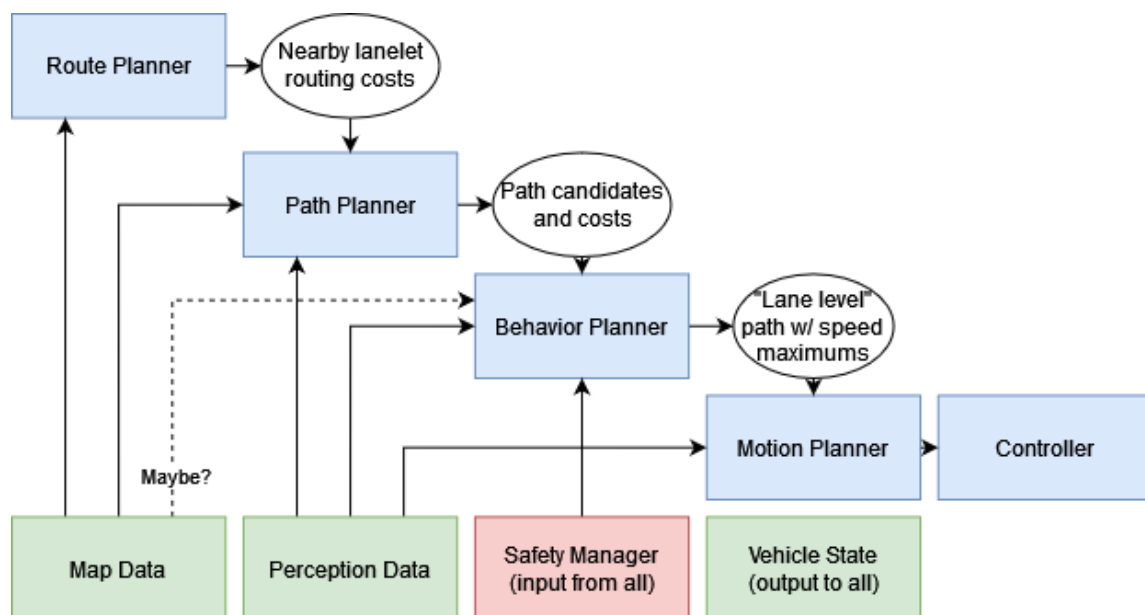 Route Planner
Nearby lanelet
routing costs
Path Planner
Path candidates
and costs
Behavior Planner
"Lane level"
path w/ speed
maximums
Motion Planner
Controller
Maybe?
Map Data
Perception Data
Safety Manager
(input from all)
Vehicle State
(output to all)